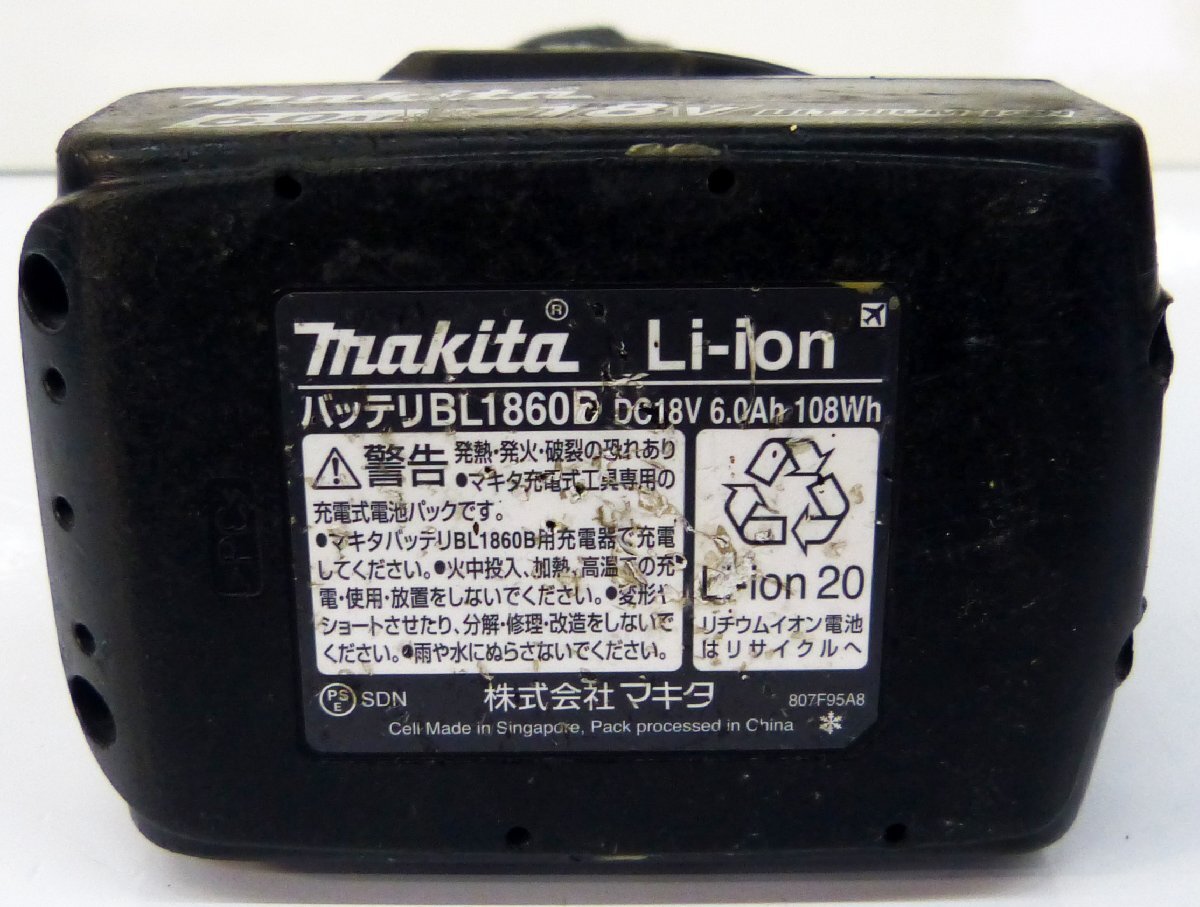 makita
18V
makita® Li-ion
バッテリBL1860B DC18V 6.0Ah 108Wh
警告 発熱・発火・破裂の恐れあり
●マキタ充電式工具専用の
充電式電池パックです。
●マキタバッテリBL1860B用充電器で充電
してください。●火中投入、加熱、高温での充
電・使用・放置をしないでください。●変形や
ショートさせたり、分解・修理・改造をしないで
ください。●雨や水にぬらさないでください。
Li-ion 20
リチウムイオン電池
はリサイクルへ
PSE SDN 株式会社マキタ 807F95A8
Cell Made in Singapore, Pack processed in China